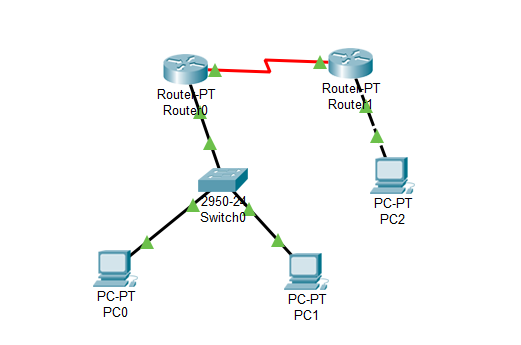 Router-PT
Router0
Router-PT
Router1
2950-24
Switch0
PC-PT
PC2
PC-PT
PC0
PC-PT
PC1